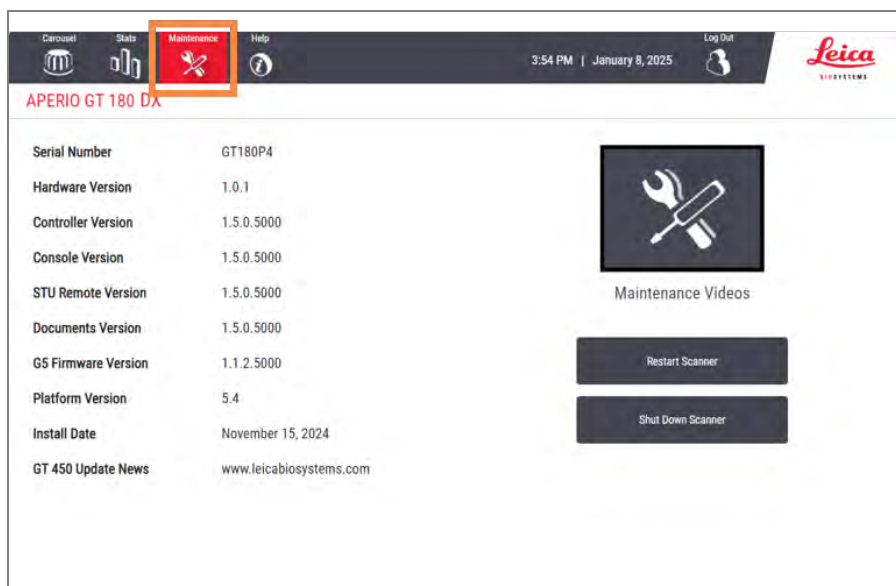 Carousel Stats Maintenance Help Log Out
3:54 PM | January 8, 2025
Leica
BIOSYSTEMS
APERIO GT 180 DX
Serial Number GT180P4
Hardware Version 1.0.1
Controller Version 1.5.0.5000
Console Version 1.5.0.5000
STU Remote Version 1.5.0.5000
Documents Version 1.5.0.5000
G5 Firmware Version 1.1.2.5000
Platform Version 5.4
Install Date November 15, 2024
GT 450 Update News www.leicabiosystems.com
Maintenance Videos
Restart Scanner
Shut Down Scanner